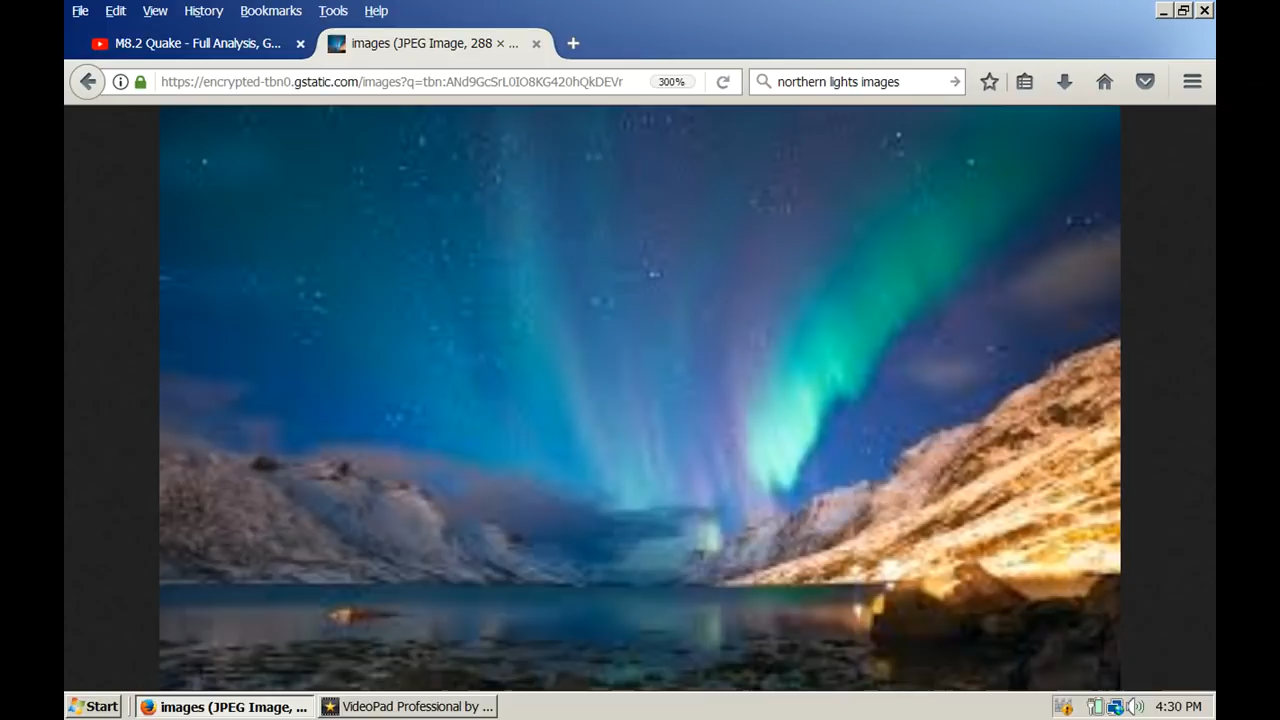 File Edit View History Bookmarks Tools Help
M8.2 Quake - Full Analysis, G... images (JPEG Image, 288 × ...
https://encrypted-tbn0.gstatic.com/images?q=tbn:ANd9GcSrL0IO8KG420hQkDEVr 300% northern lights images
Start images (JPEG Image, ... VideoPad Professional by ... 4:30 PM